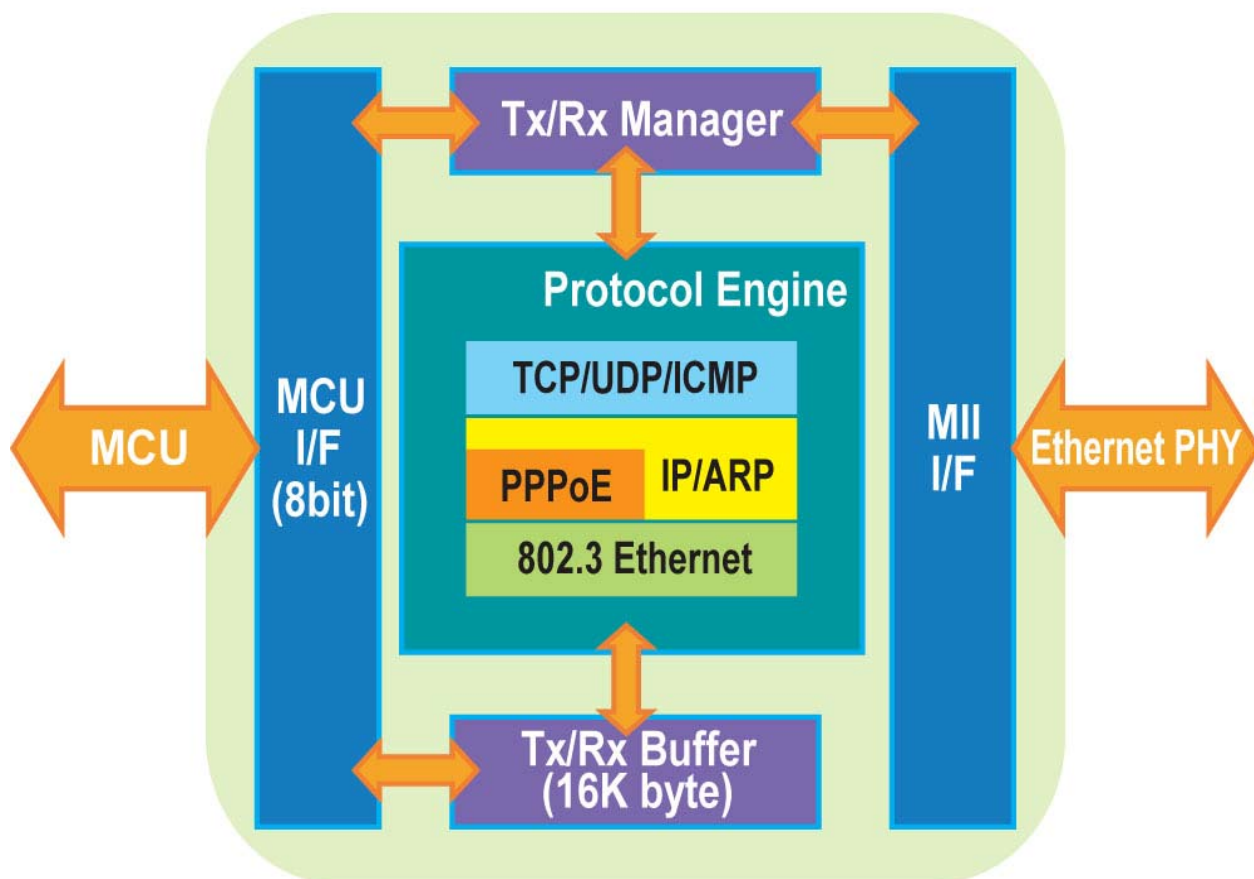 Tx/Rx Manager
Protocol Engine
TCP/UDP/ICMP
MCU
MCU
I/F
(8bit)
PPPoE
IP/ARP
802.3 Ethernet
MII
I/F
Ethernet PHY
Tx/Rx Buffer
(16K byte)